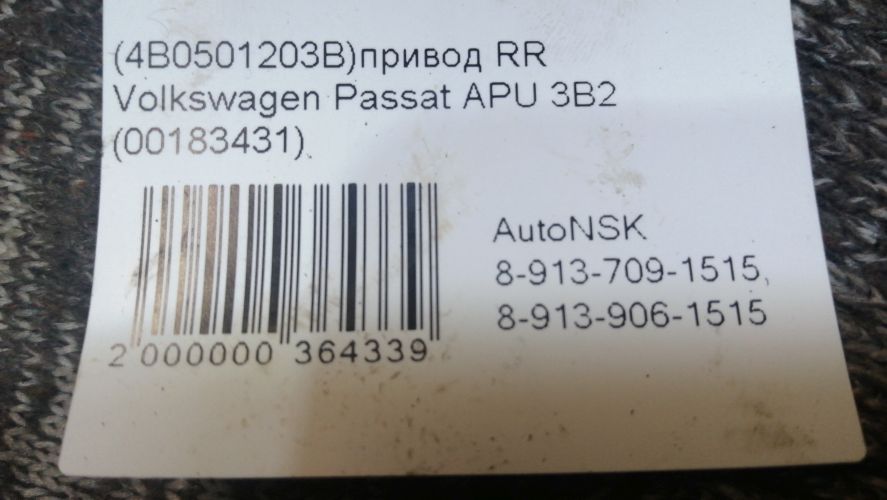 (4B0501203B)привод RR
Volkswagen Passat APU 3B2
(00183431)
AutoNSK
8-913-709-1515,
8-913-906-1515
2 000000 364339